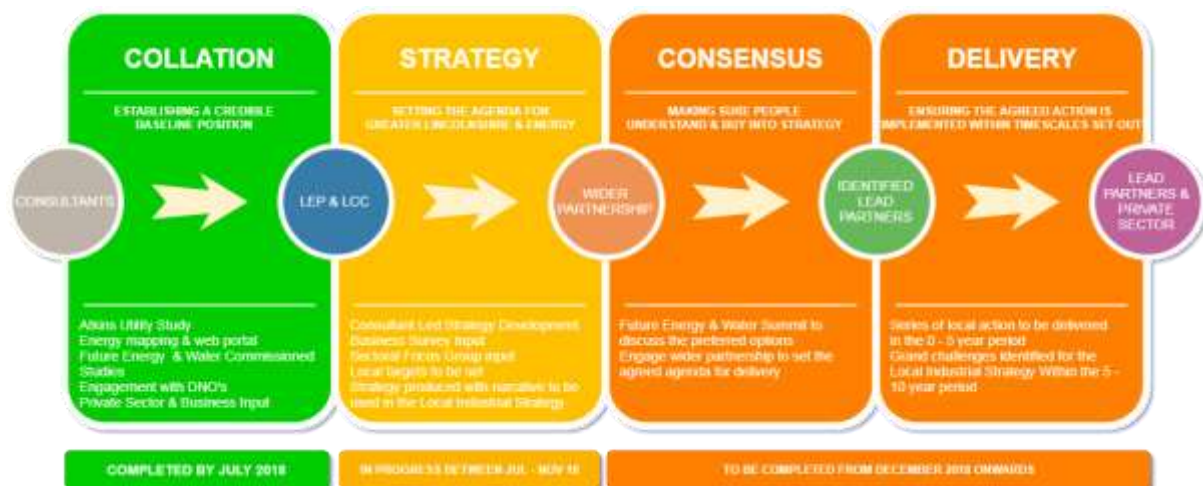 COLLATION
ESTABLISHING A CREDIBLE
BASELINE POSITION
CONSULTANTS
Atkins Utility Study
Energy mapping & web portal
Future Energy & Water Commissioned
Studies
Engagement with DNO's
Private Sector & Business Input
COMPLETED BY JULY 2018
STRATEGY
SETTING THE AGENDA FOR
GREATER LINCOLNSHIRE & ENERGY
LEP & LCC
Consultant Led Strategy Development
Business Survey Input
Sectoral Focus Group input
Local targets to be set
Strategy produced with narrative to be
used in the Local Industrial Strategy
IN PROGRESS BETWEEN JUL - NOV 18
CONSENSUS
MAKING SURE PEOPLE
UNDERSTAND & BUY INTO STRATEGY
WIDER
PARTNERSHIP
Future Energy & Water Summit to
discuss the preferred options
Engage wider partnership to set the
agreed agenda for delivery
DELIVERY
ENSURING THE AGREED ACTION IS
IMPLEMENTED WITHIN TIMESCALES SET OUT
IDENTIFIED
LEAD
PARTNERS
LEAD
PARTNERS &
PRIVATE
SECTOR
Series of local action to be delivered
in the 0 - 5 year period
Grand challenges identified for the
Local Industrial Strategy Within the 5 -
10 year period
TO BE COMPLETED FROM DECEMBER 2018 ONWARDS